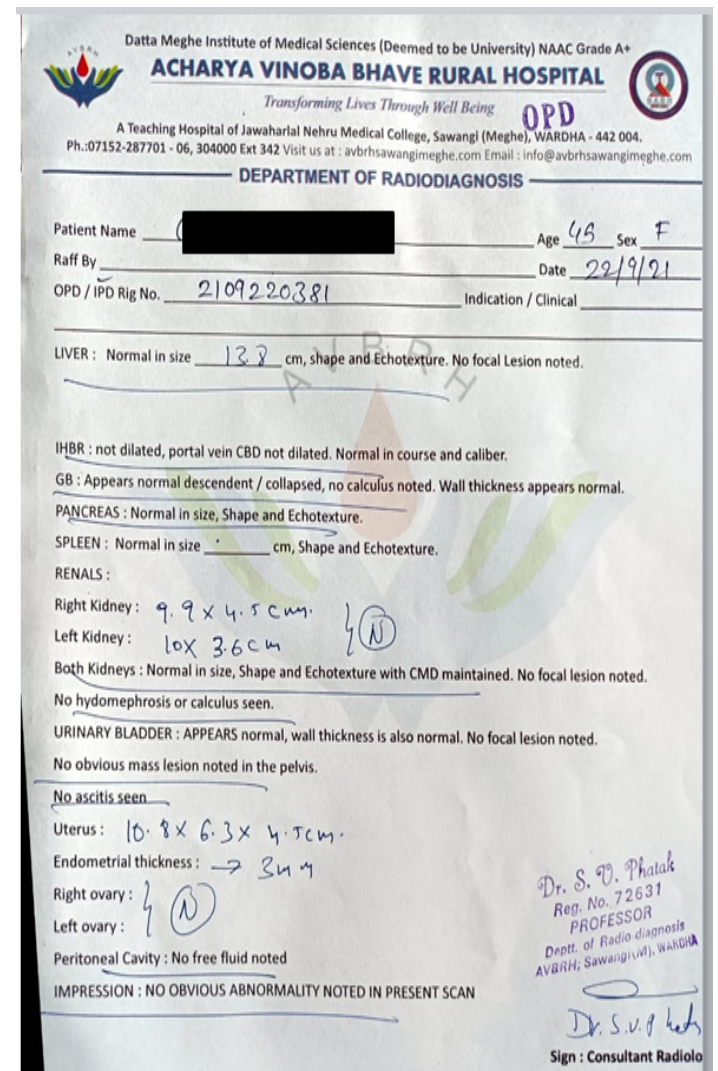 AVBRH
Datta Meghe Institute of Medical Sciences (Deemed to be University) NAAC Grade A+
ACHARYA VINOBA BHAVE RURAL HOSPITAL
Transforming Lives Through Well Being
OPD
A Teaching Hospital of Jawaharlal Nehru Medical College, Sawangi (Meghe), WARDHA - 442 004.
Ph.:07152-287701 - 06, 304000 Ext 342 Visit us at : avbrhsawangimeghe.com Email : info@avbrhsawangimeghe.com
DEPARTMENT OF RADIODIAGNOSIS
Patient Name Age 45 Sex F
Raff By Date 22/9/21
OPD / IPD Rig No. 2109220381 Indication / Clinical
AVBRH
LIVER : Normal in size 13.8 cm, shape and Echotexture. No focal Lesion noted.
IHBR : not dilated, portal vein CBD not dilated. Normal in course and caliber.
GB : Appears normal descendent / collapsed, no calculus noted. Wall thickness appears normal.
PANCREAS : Normal in size, Shape and Echotexture.
SPLEEN : Normal in size cm, Shape and Echotexture.
RENALS :
Right Kidney : 9.9 x 4.5 cm.
Left Kidney : 10 x 3.6 cm
N
Both Kidneys : Normal in size, Shape and Echotexture with CMD maintained. No focal lesion noted.
No hydomephrosis or calculus seen.
URINARY BLADDER : APPEARS normal, wall thickness is also normal. No focal lesion noted.
No obvious mass lesion noted in the pelvis.
No ascitis seen
Uterus : 10.8 x 6.3 x 4.5 cm.
Endometrial thickness : → 3mm
Right ovary :
Left ovary :
N
Peritoneal Cavity : No free fluid noted
IMPRESSION : NO OBVIOUS ABNORMALITY NOTED IN PRESENT SCAN
Dr. S. V. Phatak
Reg. No. 72631
PROFESSOR
Deptt. of Radio-diagnosis
AVBRH; Sawangi(M), WARDHA
Dr. S.V.
Sign : Consultant Radiolo